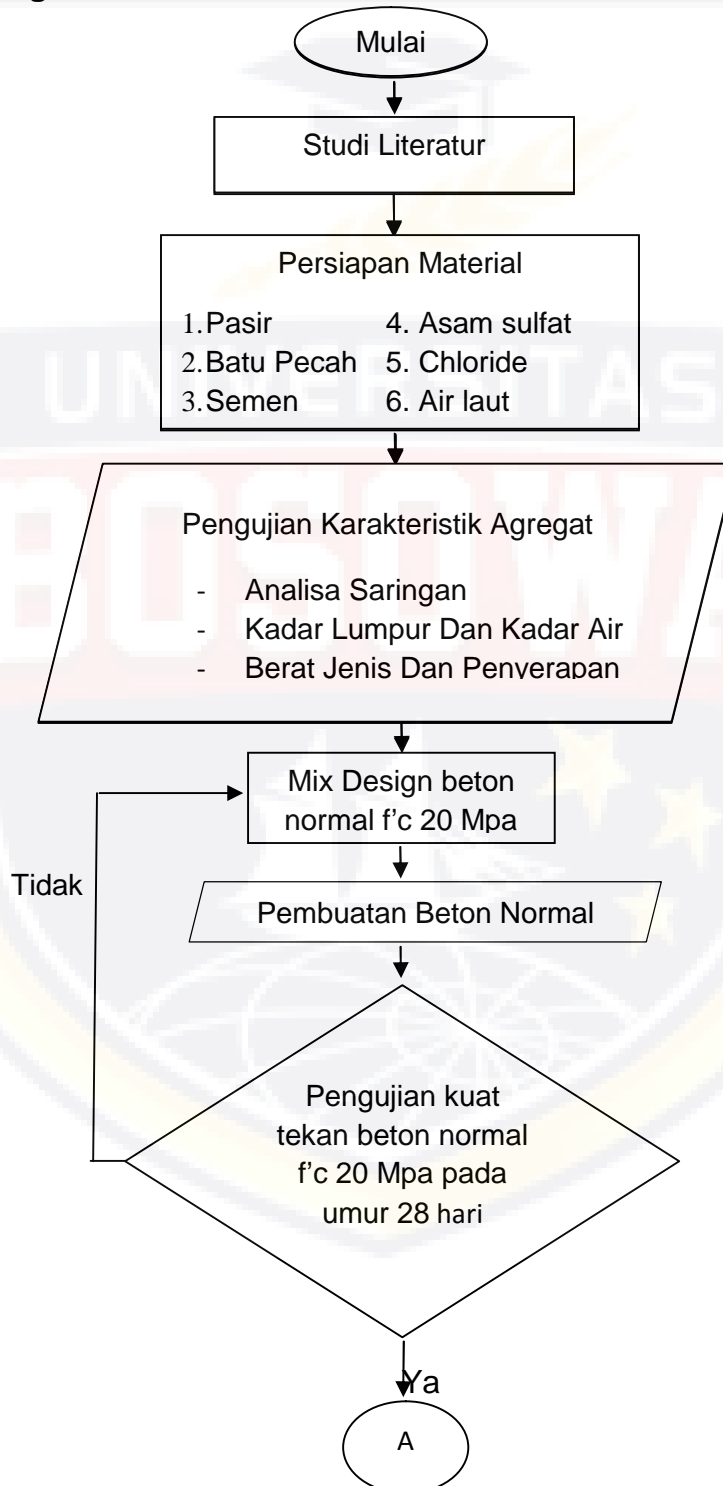 Mulai
Studi Literatur
Persiapan Material
1.Pasir 4. Asam sulfat
2.Batu Pecah 5. Chloride
3.Semen 6. Air laut
Pengujian Karakteristik Agregat
- Analisa Saringan
- Kadar Lumpur Dan Kadar Air
- Berat Jenis Dan Penyerapan
Mix Design beton
normal f'c 20 Mpa
Tidak
Pembuatan Beton Normal
Pengujian kuat
tekan beton normal
f'c 20 Mpa pada
umur 28 hari
Ya
A
UNIVERSITAS
BOSOWA